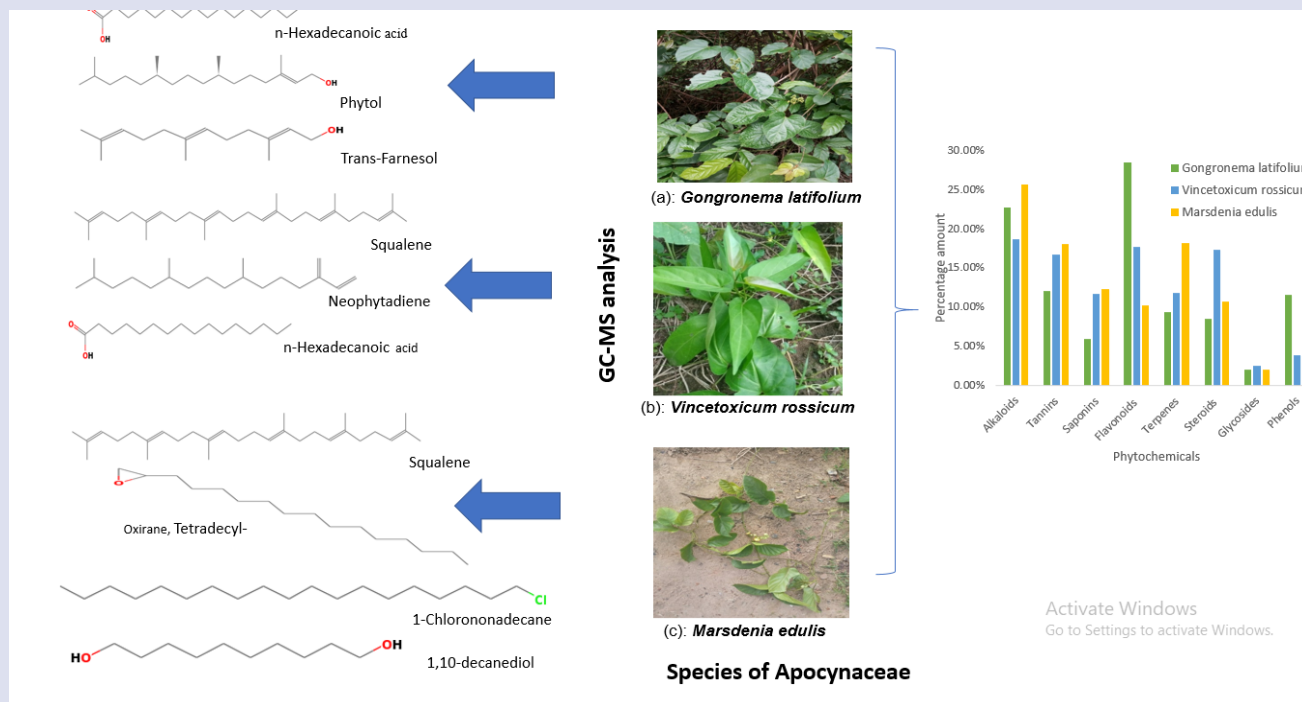 n-Hexadecanoic acid
O
OH
Phytol
OH
Trans-Farnesol
OH
Squalene
Neophytadiene
n-Hexadecanoic acid
O
OH
Squalene
O
Oxirane, Tetradecyl-
1-Chlorononadecane
Cl
1,10-decanediol
HO
OH
GC-MS analysis
(a): Gongronema latifolium
(b): Vincetoxicum rossicum
(c): Marsdenia edulis
Species of Apocynaceae
30.00%
25.00%
20.00%
15.00%
10.00%
5.00%
0.00%
Percentage amount
Gongronema latifolium
Vincetoxicum rossicum
Marsdenia edulis
Alkaloids
Tannins
Saponins
Flavonoids
Terpenes
Steroids
Glycosides
Phenols
Phytochemicals
Activate Windows
Go to Settings to activate Windows.